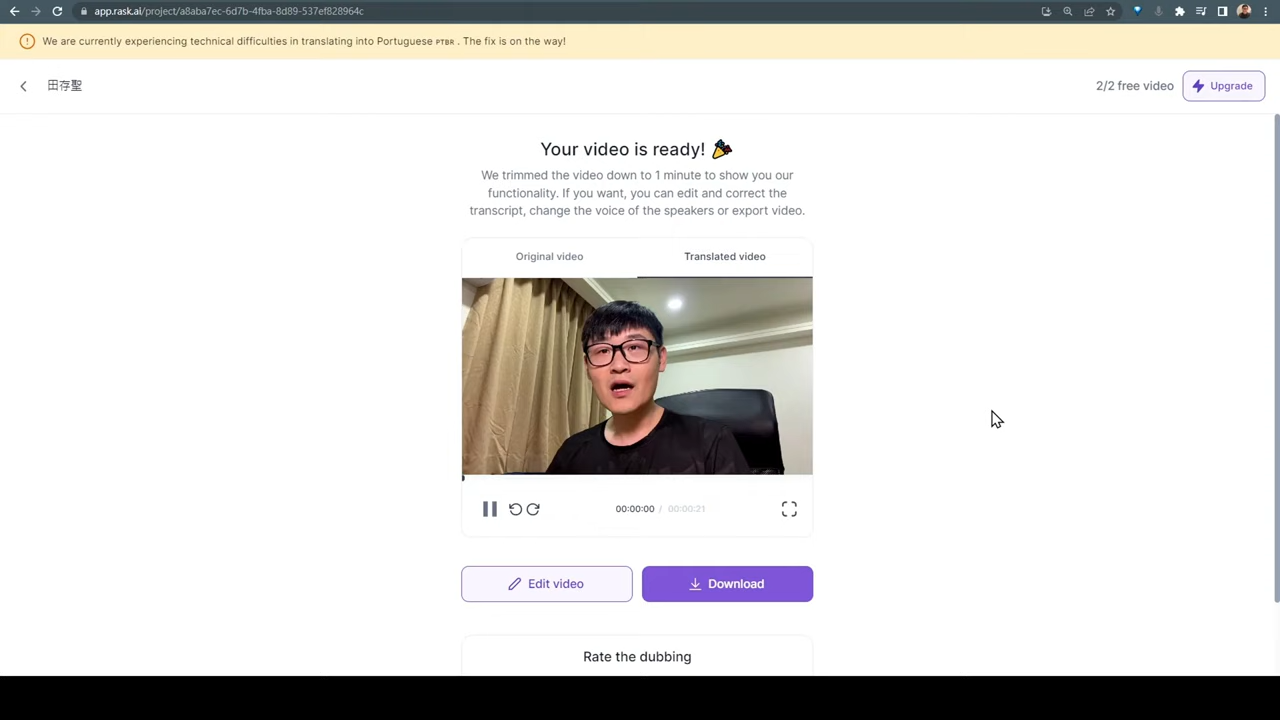 app.rask.ai/project/a8aba7ec-6d7b-4fba-8d89-537ef828964c
We are currently experiencing technical difficulties in translating into Portuguese PTBR . The fix is on the way!
田存聖
2/2 free video
Upgrade
Your video is ready!
We trimmed the video down to 1 minute to show you our
functionality. If you want, you can edit and correct the
transcript, change the voice of the speakers or export video.
Original video
Translated video
00:00:00 / 00:00:21
Edit video
Download
Rate the dubbing